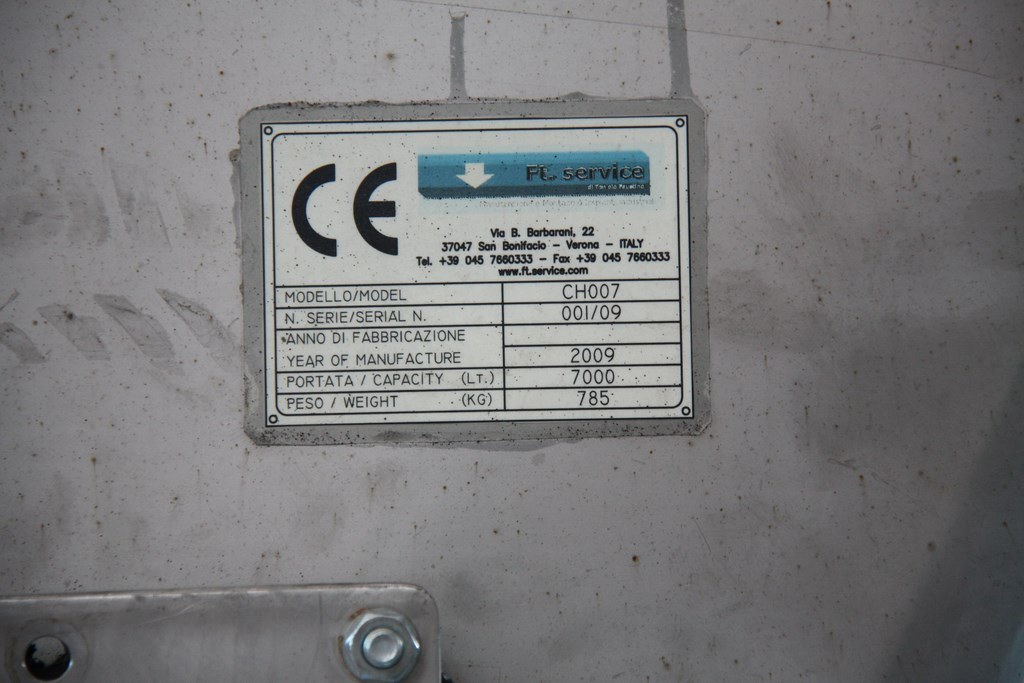 CE
Ft. service
Via B. Barbarani, 22
37047 San Bonifacio - Verona - ITALY
Tel. +39 045 7660333 - Fax +39 045 7660333
www.ft.service.com
MODELLO/MODEL CH007
N. SERIE/SERIAL N. 001/09
ANNO DI FABBRICAZIONE
YEAR OF MANUFACTURE 2009
PORTATA / CAPACITY (LT.) 7000
PESO / WEIGHT (KG) 785